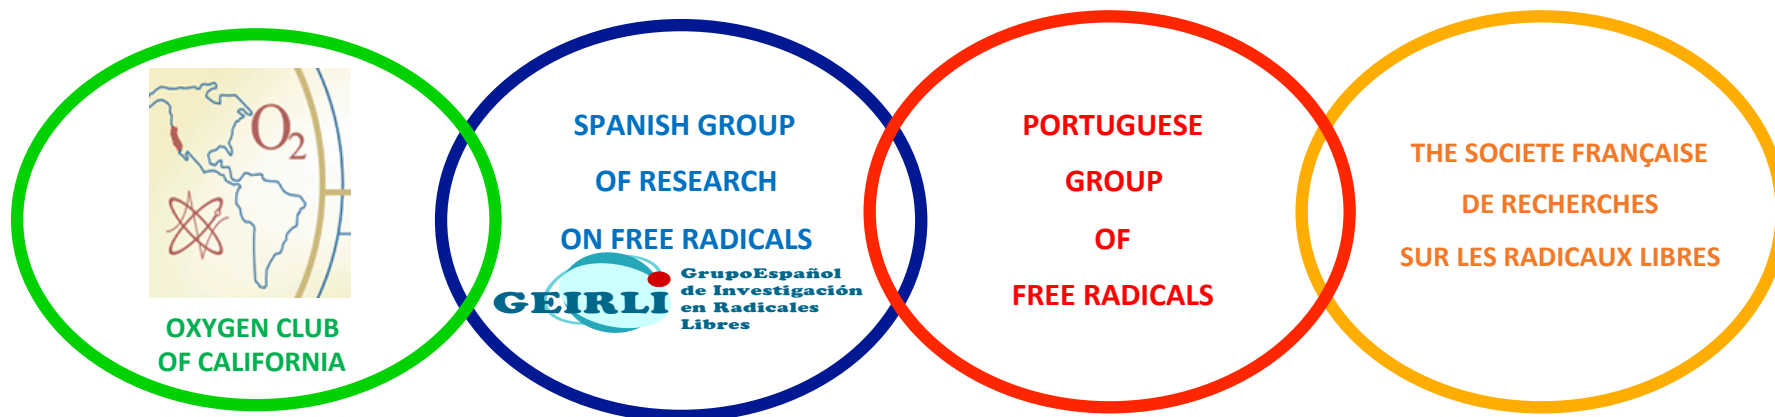 O2
OXYGEN CLUB
OF CALIFORNIA
SPANISH GROUP
OF RESEARCH
ON FREE RADICALS
GEIRLI
GrupoEspañol
de Investigación
en Radicales
Libres
PORTUGUESE
GROUP
OF
FREE RADICALS
THE SOCIETE FRANÇAISE
DE RECHERCHES
SUR LES RADICAUX LIBRES